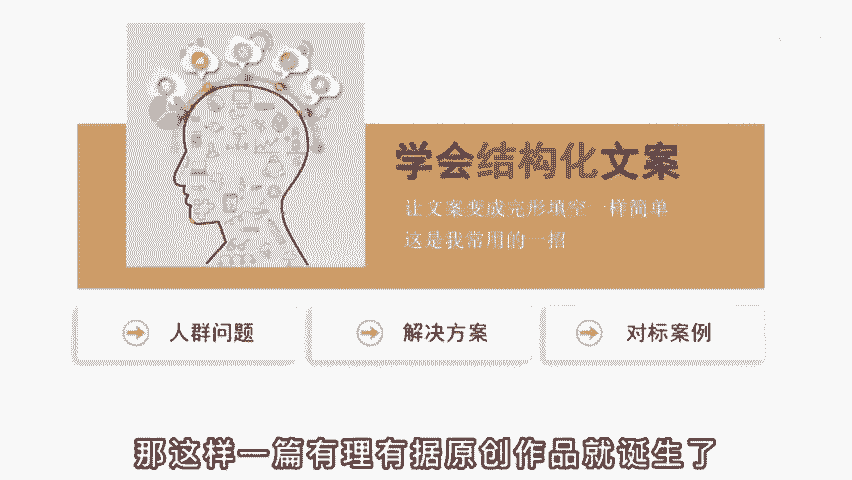 学会结构化文案
让文案变成完形填空一样简单
这是我常用的一招
人群问题
解决方案
对标案例
那这样一篇有理有据原创作品就诞生了